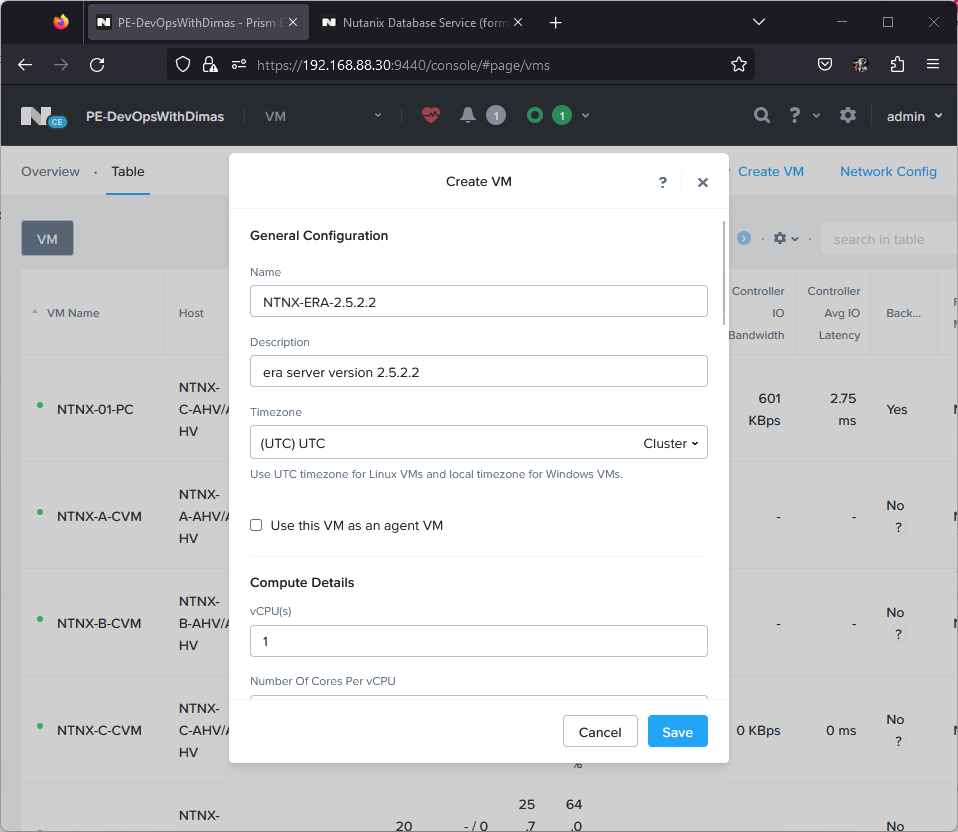 PE-DevOpsWithDimas - Prism E
Nutanix Database Service (form
https://192.168.88.30:9440/console/#page/vms
CE
PE-DevOpsWithDimas
VM
1
1
?
admin
Overview
Table
Create VM
Network Config
Create VM
?
VM
search in table
General Configuration
Name
NTNX-ERA-2.5.2.2
Description
era server version 2.5.2.2
Timezone
(UTC) UTC
Cluster
Use UTC timezone for Linux VMs and local timezone for Windows VMs.
Use this VM as an agent VM
Compute Details
vCPU(s)
1
Number Of Cores Per vCPU
Cancel
Save
VM Name
Host
Controller
IO
Bandwidth
Controller
Avg IO
Latency
Back...
NTNX-01-PC
NTNX-
C-AHV/A
HV
601
KBps
2.75
ms
Yes
NTNX-A-CVM
NTNX-
A-AHV/A
HV
-
-
No
?
NTNX-B-CVM
NTNX-
B-AHV/A
HV
-
-
No
?
NTNX-C-CVM
NTNX-
C-AHV/A
HV
%
0 KBps
0 ms
No
?
NTNX-
20
- / 0
25
.7
64
.0
No